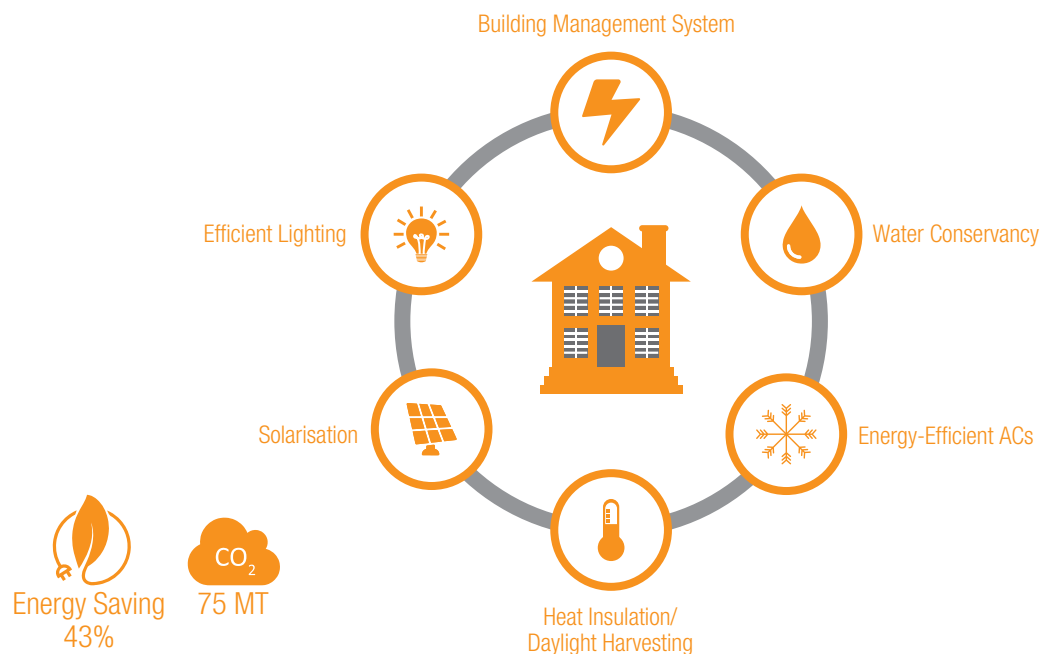 Building Management System
Efficient Lighting
Water Conservancy
Solarisation
Energy-Efficient ACs
Heat Insulation/
Daylight Harvesting
CO2
Energy Saving
43%
75 MT